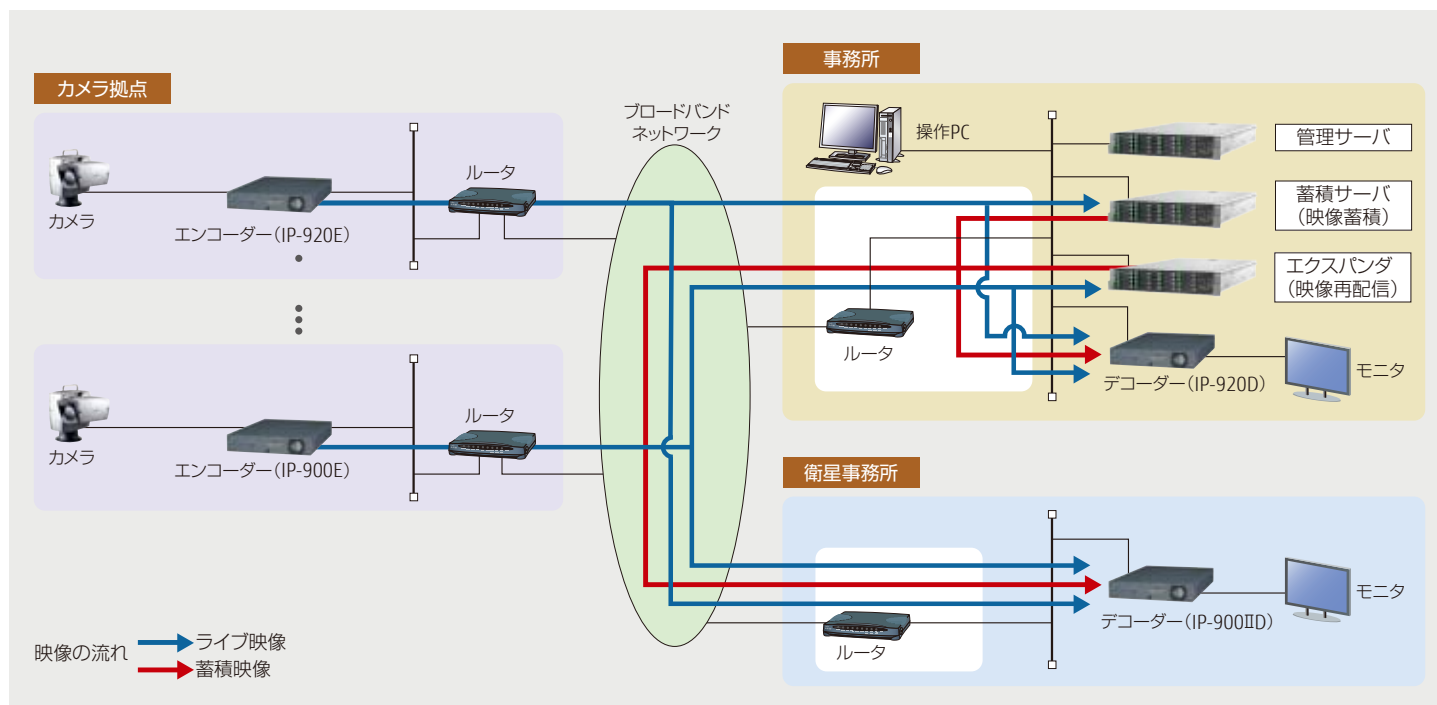 カメラ拠点
カメラ
エンコーダー(IP-920E)
ルータ
カメラ
エンコーダー(IP-900E)
ルータ
ブロードバンド
ネットワーク
事務所
操作PC
管理サーバ
蓄積サーバ
(映像蓄積)
エクスパンダ
(映像再配信)
ルータ
デコーダー(IP-920D)
モニタ
衛星事務所
ルータ
デコーダー(IP-900ⅡD)
モニタ
映像の流れ
ライブ映像
蓄積映像